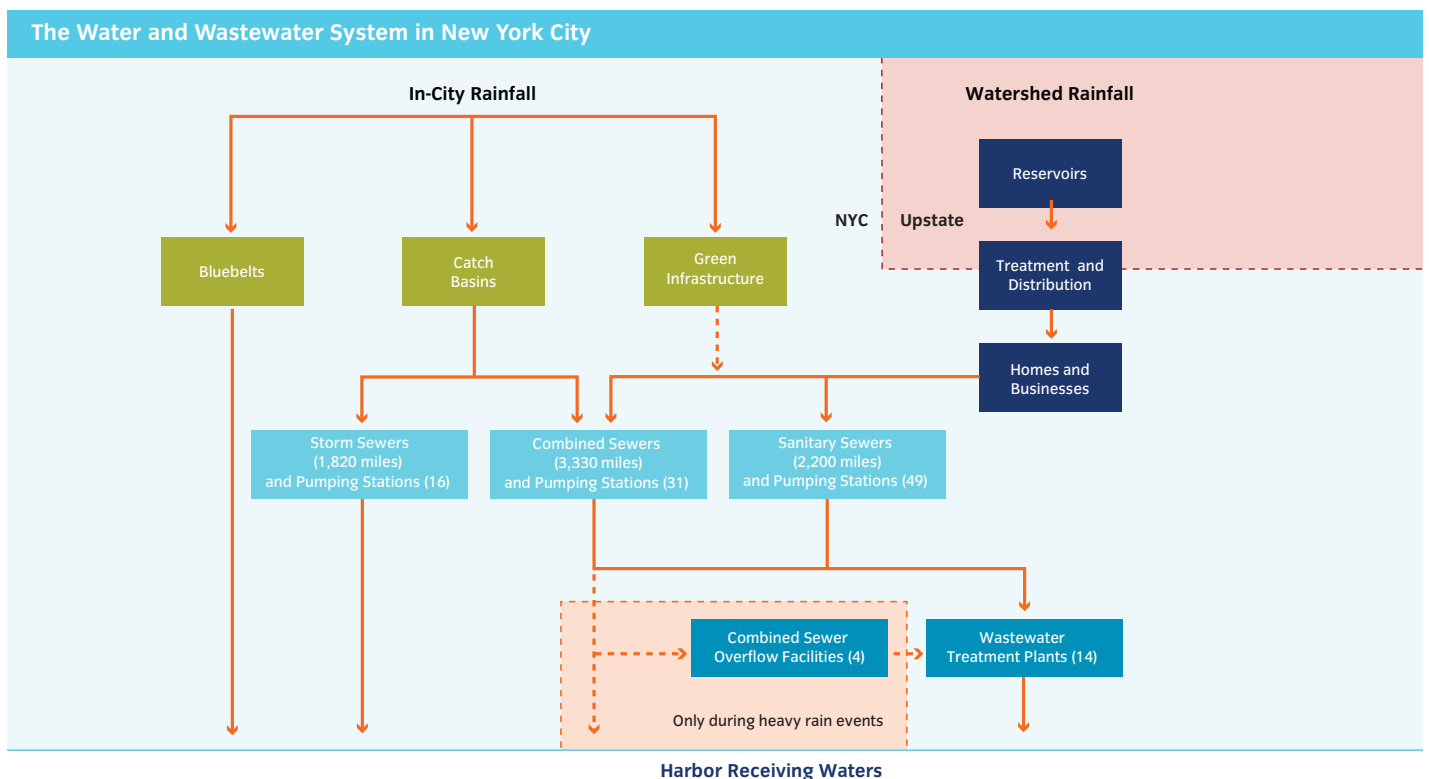 The Water and Wastewater System in New York City
In-City Rainfall
Watershed Rainfall
Reservoirs
NYC
Upstate
Bluebelts
Catch
Basins
Green
Infrastructure
Treatment and
Distribution
Homes and
Businesses
Storm Sewers
(1,820 miles)
and Pumping Stations (16)
Combined Sewers
(3,330 miles)
and Pumping Stations (31)
Sanitary Sewers
(2,200 miles)
and Pumping Stations (49)
Combined Sewer
Overflow Facilities (4)
Wastewater
Treatment Plants (14)
Only during heavy rain events
Harbor Receiving Waters